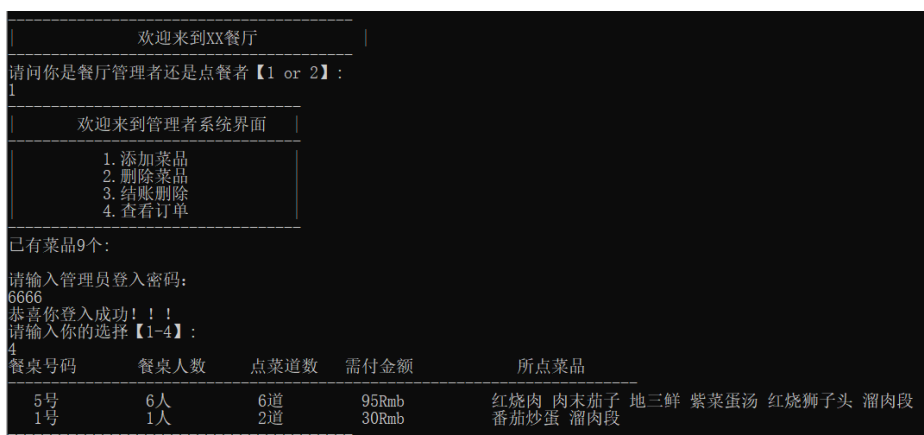 欢迎来到XX餐厅
请问你是餐厅管理者还是点餐者【1 or 2】:
1
欢迎来到管理者系统界面
1.添加菜品
2.删除菜品
3.结账删除
4.查看订单
已有菜品9个:
请输入管理员登入密码:
6666
恭喜你登入成功！！！
请输入你的选择【1-4】:
4
餐桌号码 餐桌人数 点菜道数 需付金额 所点菜品
5号 6人 6道 95Rmb 红烧肉 肉末茄子 地三鲜 紫菜蛋汤 红烧狮子头 溜肉段
1号 1人 2道 30Rmb 番茄炒蛋 溜肉段